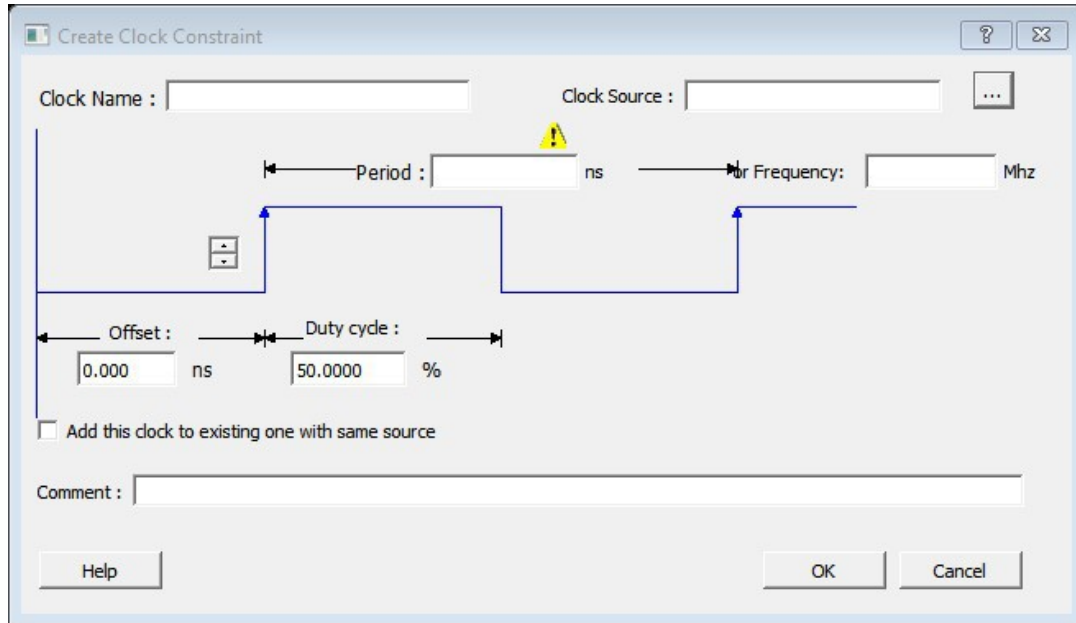 Create Clock Constraint
Clock Name : Clock Source : ...
Period : ns or Frequency: Mhz
Offset : Duty cycle :
0.000 ns 50.0000 %
Add this clock to existing one with same source
Comment :
Help OK Cancel